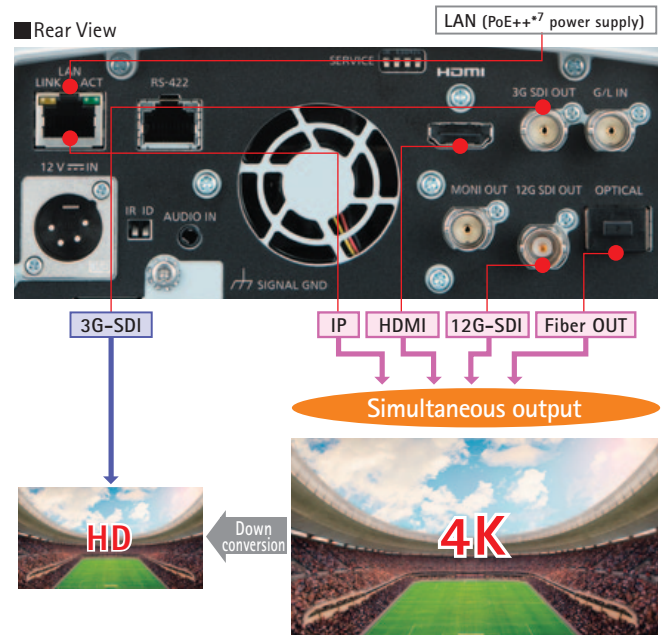 LAN (PoE++*7 power supply)
■Rear View
SERVICE
HDMI
LAN
LINK ACT
RS-422
3G SDI OUT
G/L IN
12 V ⎓ IN
IR ID
AUDIO IN
MONI OUT
12G SDI OUT
OPTICAL
SIGNAL GND
3G-SDI
IP
HDMI
12G-SDI
Fiber OUT
Simultaneous output
HD
Down
conversion
4K